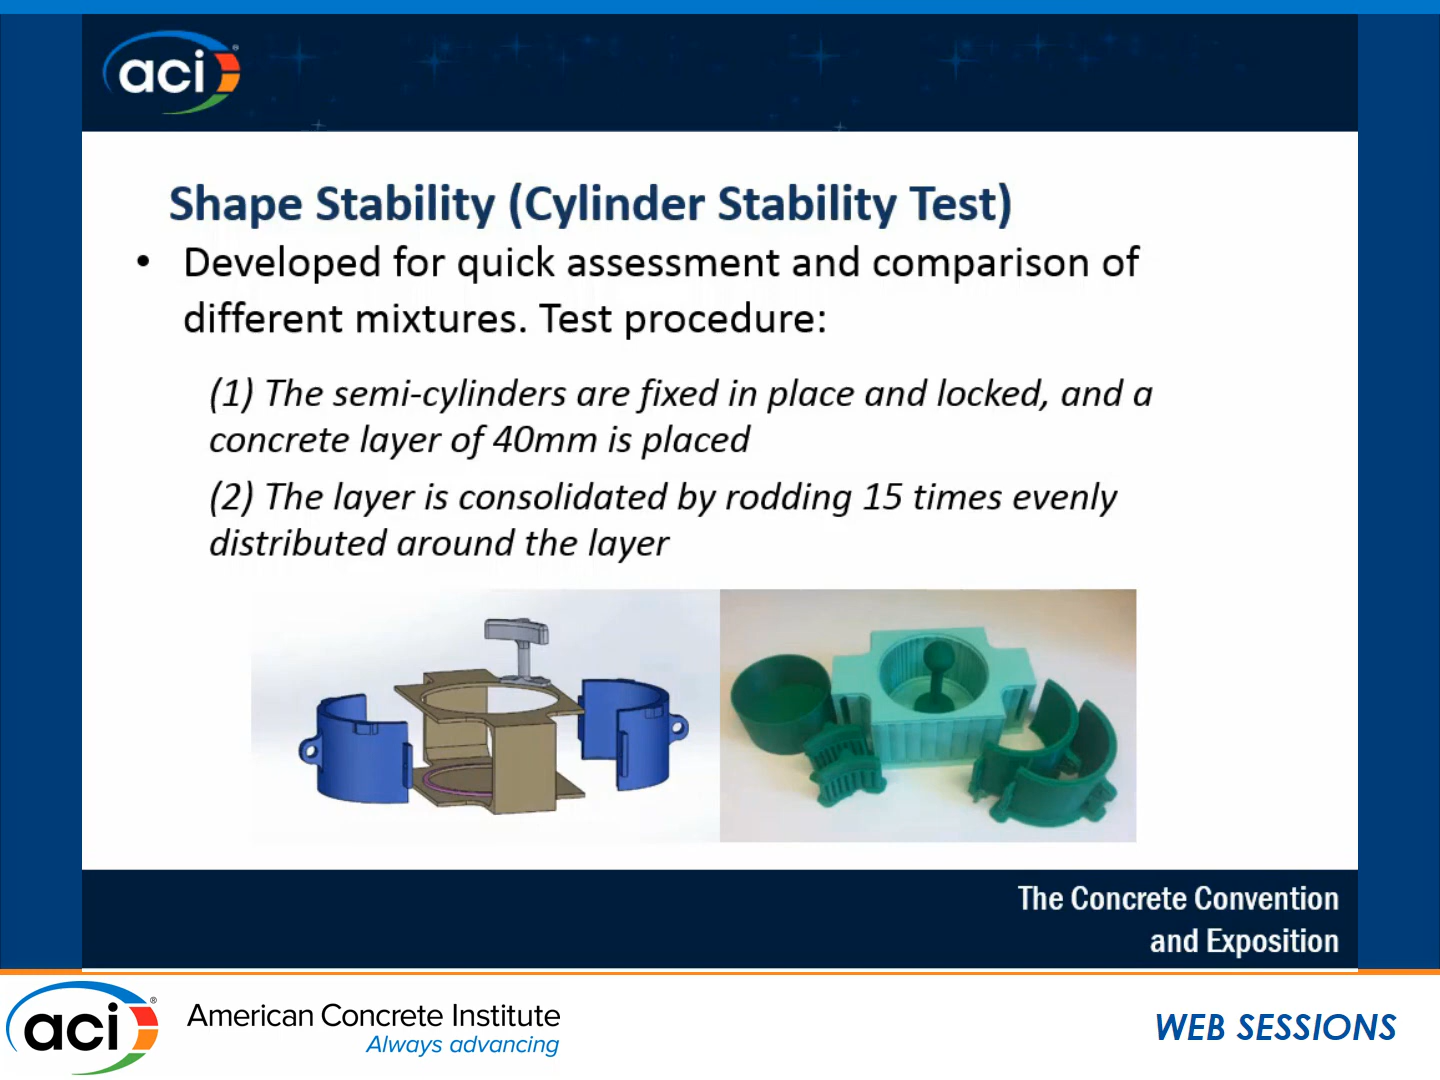 aci
Shape Stability (Cylinder Stability Test)
• Developed for quick assessment and comparison of
different mixtures. Test procedure:
(1) The semi-cylinders are fixed in place and locked, and a
concrete layer of 40mm is placed
(2) The layer is consolidated by rodding 15 times evenly
distributed around the layer
The Concrete Convention
and Exposition
aci®
American Concrete Institute
Always advancing
WEB SESSIONS